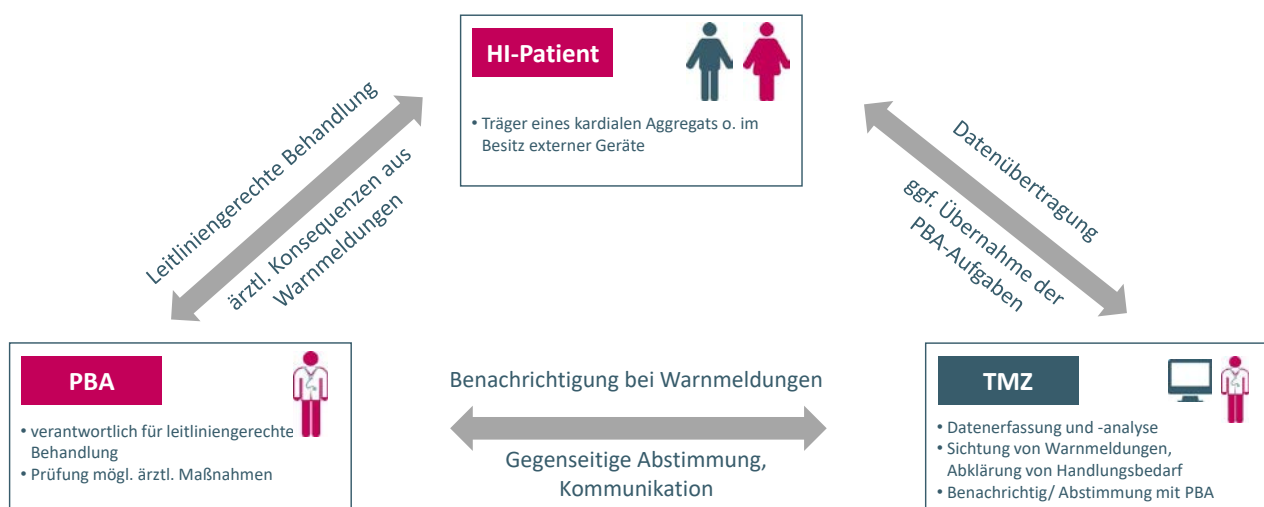 HI-Patient
• Träger eines kardialen Aggregats o. im
Besitz externer Geräte
Leitliniengerechte Behandlung
ärztl. Konsequenzen aus
Warnmeldungen
Datenübertragung
ggf. Übernahme der
PBA-Aufgaben
PBA
• verantwortlich für leitliniengerechte
Behandlung
• Prüfung mögl. ärztl. Maßnahmen
Benachrichtigung bei Warnmeldungen
Gegenseitige Abstimmung,
Kommunikation
TMZ
• Datenerfassung und -analyse
• Sichtung von Warnmeldungen,
Abklärung von Handlungsbedarf
• Benachrichtig/ Abstimmung mit PBA